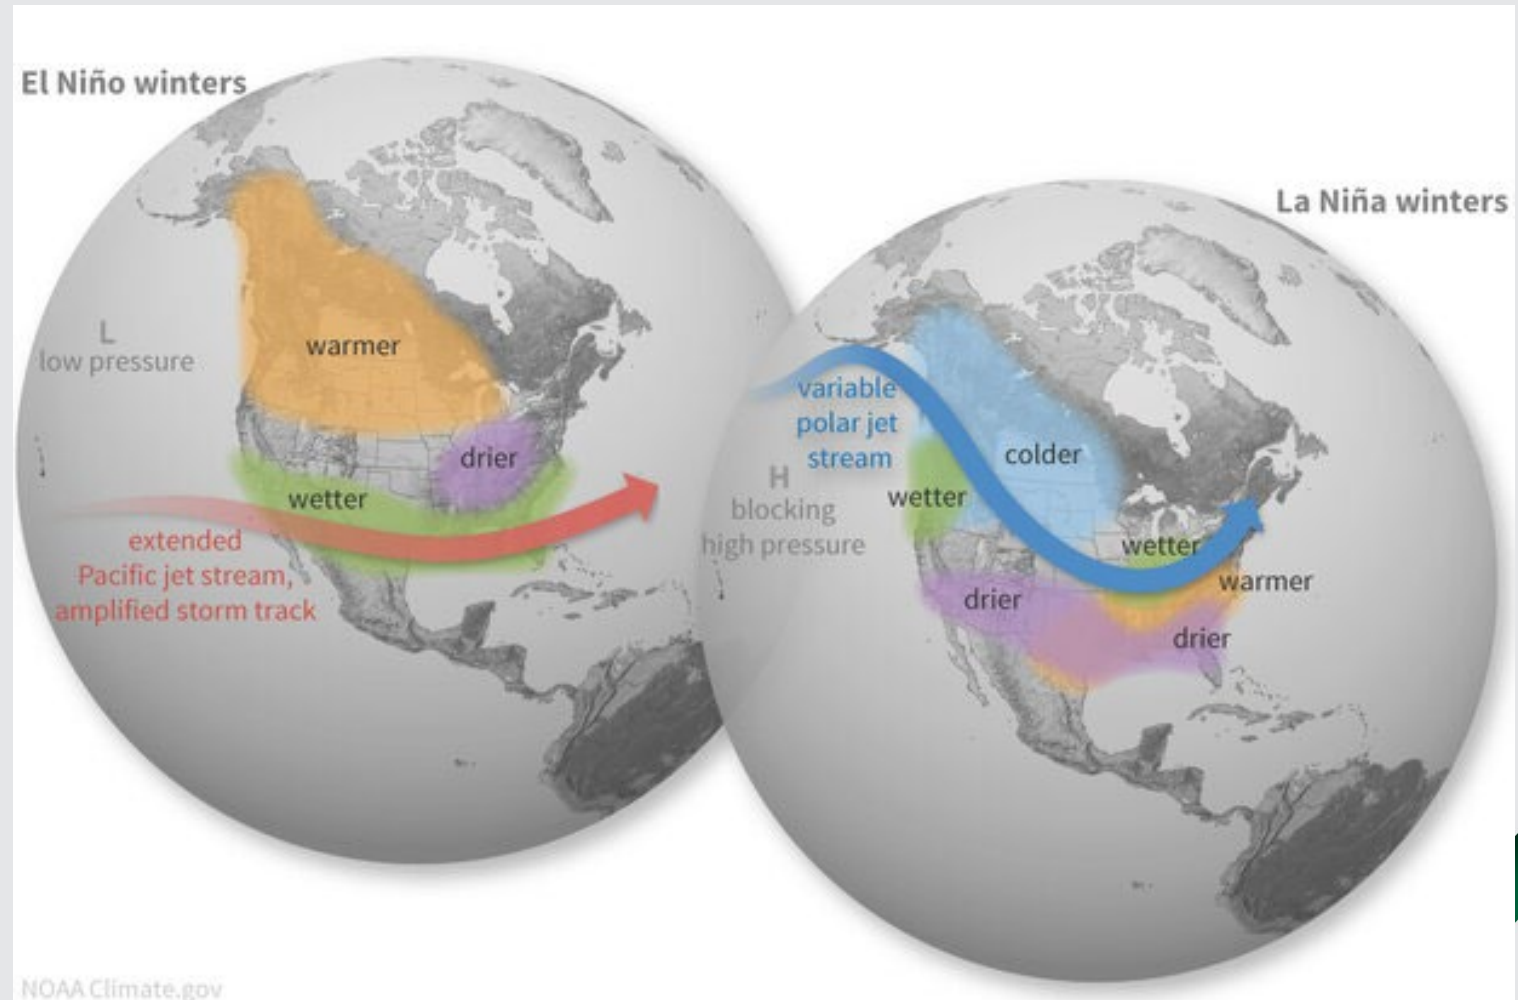 El Niño winters
L
low pressure
warmer
drier
wetter
extended
Pacific jet stream,
amplified storm track
La Niña winters
variable
polar jet
stream
colder
wetter
H
blocking
high pressure
wetter
warmer
drier
drier
NOAA Climate.gov